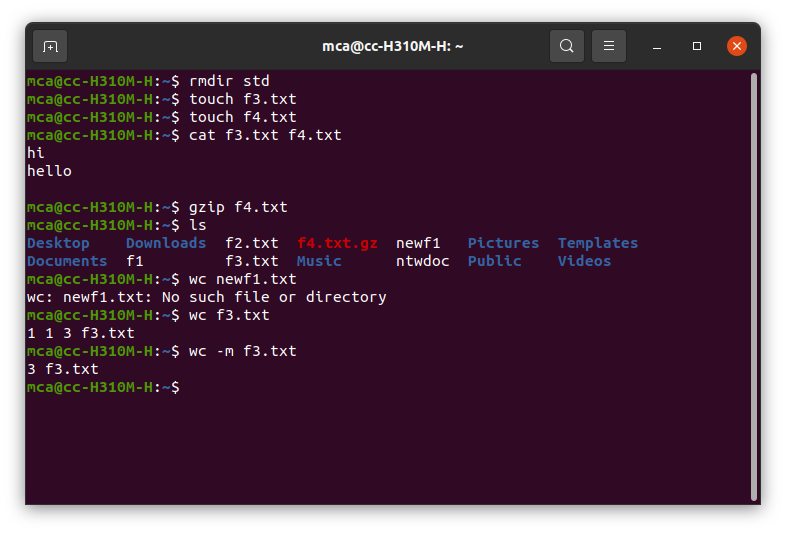 mca@cc-H310M-H: ~
mca@cc-H310M-H:~$ rmdir std
mca@cc-H310M-H:~$ touch f3.txt
mca@cc-H310M-H:~$ touch f4.txt
mca@cc-H310M-H:~$ cat f3.txt f4.txt
hi
hello
mca@cc-H310M-H:~$ gzip f4.txt
mca@cc-H310M-H:~$ ls
Desktop    Downloads  f2.txt  f4.txt.gz  newf1   Pictures  Templates
Documents  f1         f3.txt  Music      ntwdoc  Public    Videos
mca@cc-H310M-H:~$ wc newf1.txt
wc: newf1.txt: No such file or directory
mca@cc-H310M-H:~$ wc f3.txt
1 1 3 f3.txt
mca@cc-H310M-H:~$ wc -m f3.txt
3 f3.txt
mca@cc-H310M-H:~$